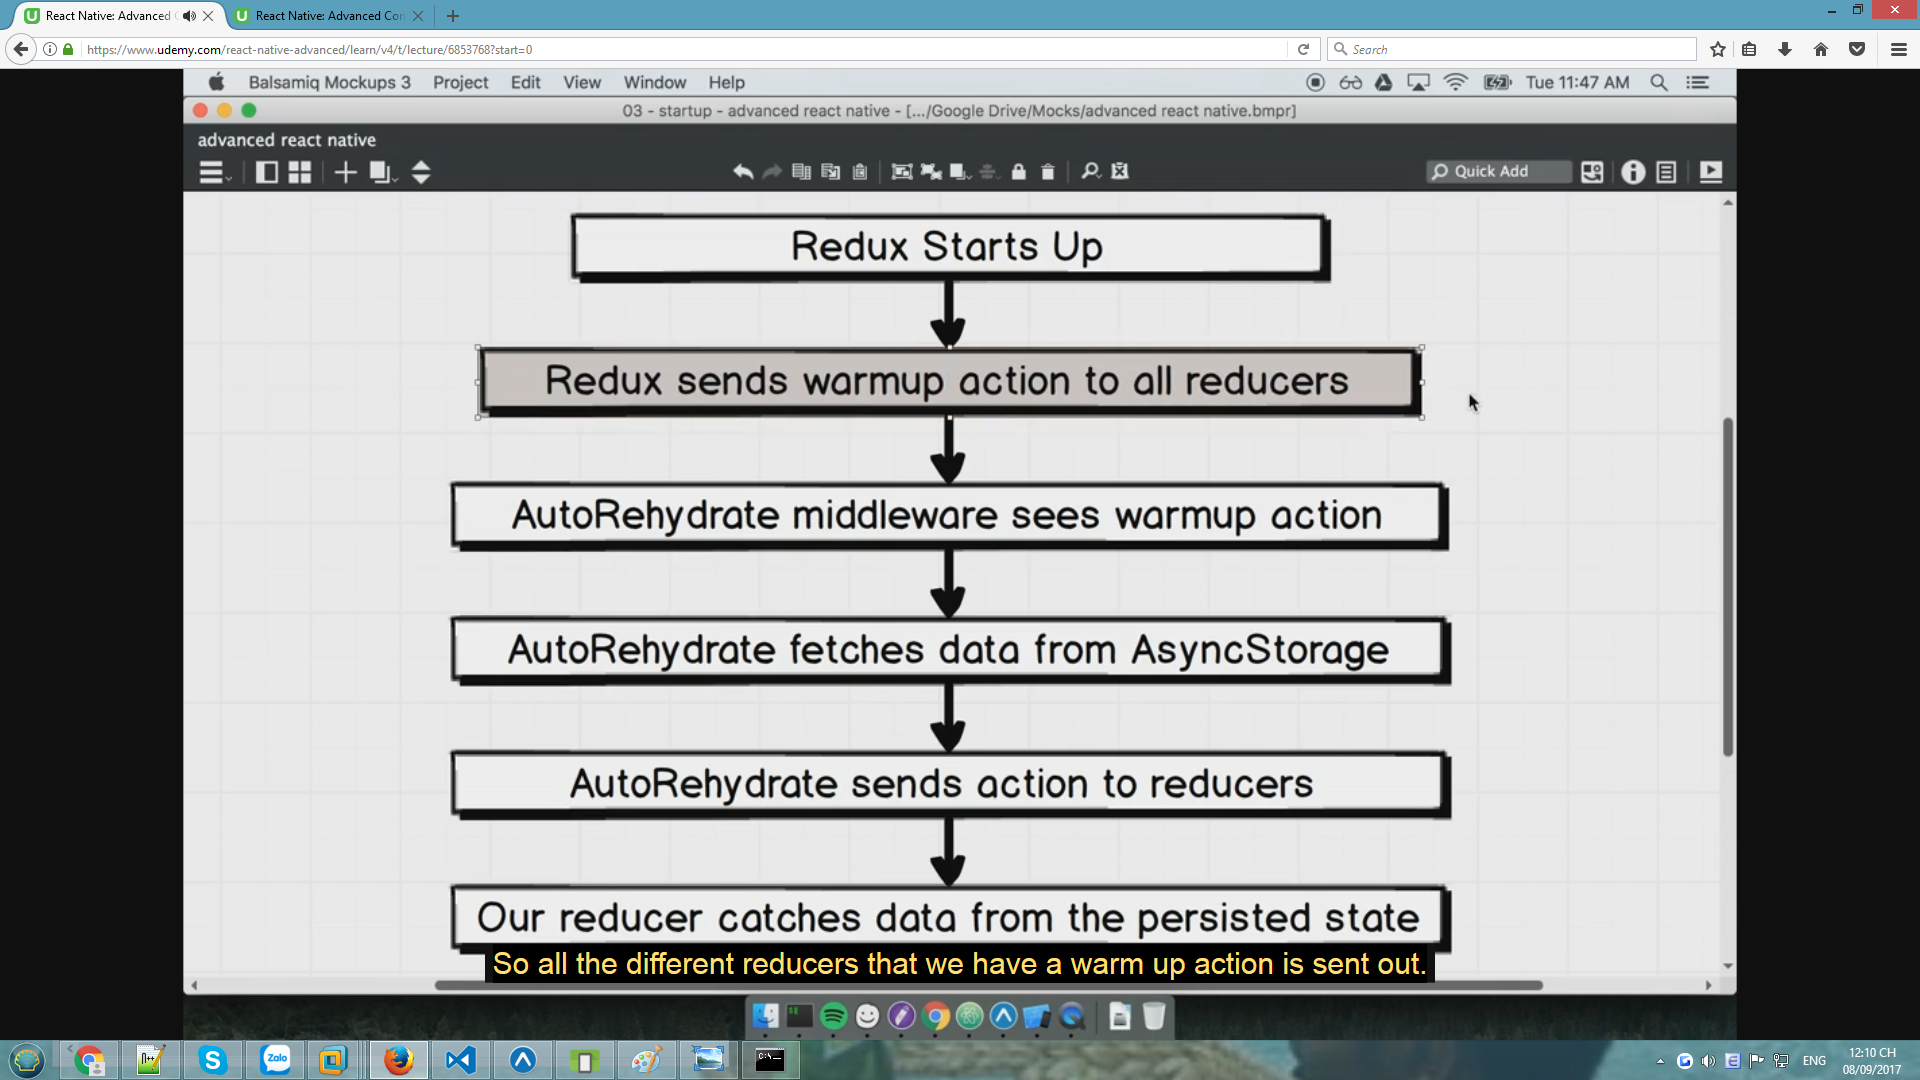 React Native: Advanced C
React Native: Advanced Con
https://www.udemy.com/react-native-advanced/learn/v4/t/lecture/6853768?start=0
Search
Balsamiq Mockups 3 Project Edit View Window Help
Tue 11:47 AM
03 - startup - advanced react native - [.../Google Drive/Mocks/advanced react native.bmpr]
advanced react native
Quick Add
Redux Starts Up
Redux sends warmup action to all reducers
AutoRehydrate middleware sees warmup action
AutoRehydrate fetches data from AsyncStorage
AutoRehydrate sends action to reducers
Our reducer catches data from the persisted state
So all the different reducers that we have a warm up action is sent out.
Zalo
C:\_
ENG
12:10 CH
08/09/2017